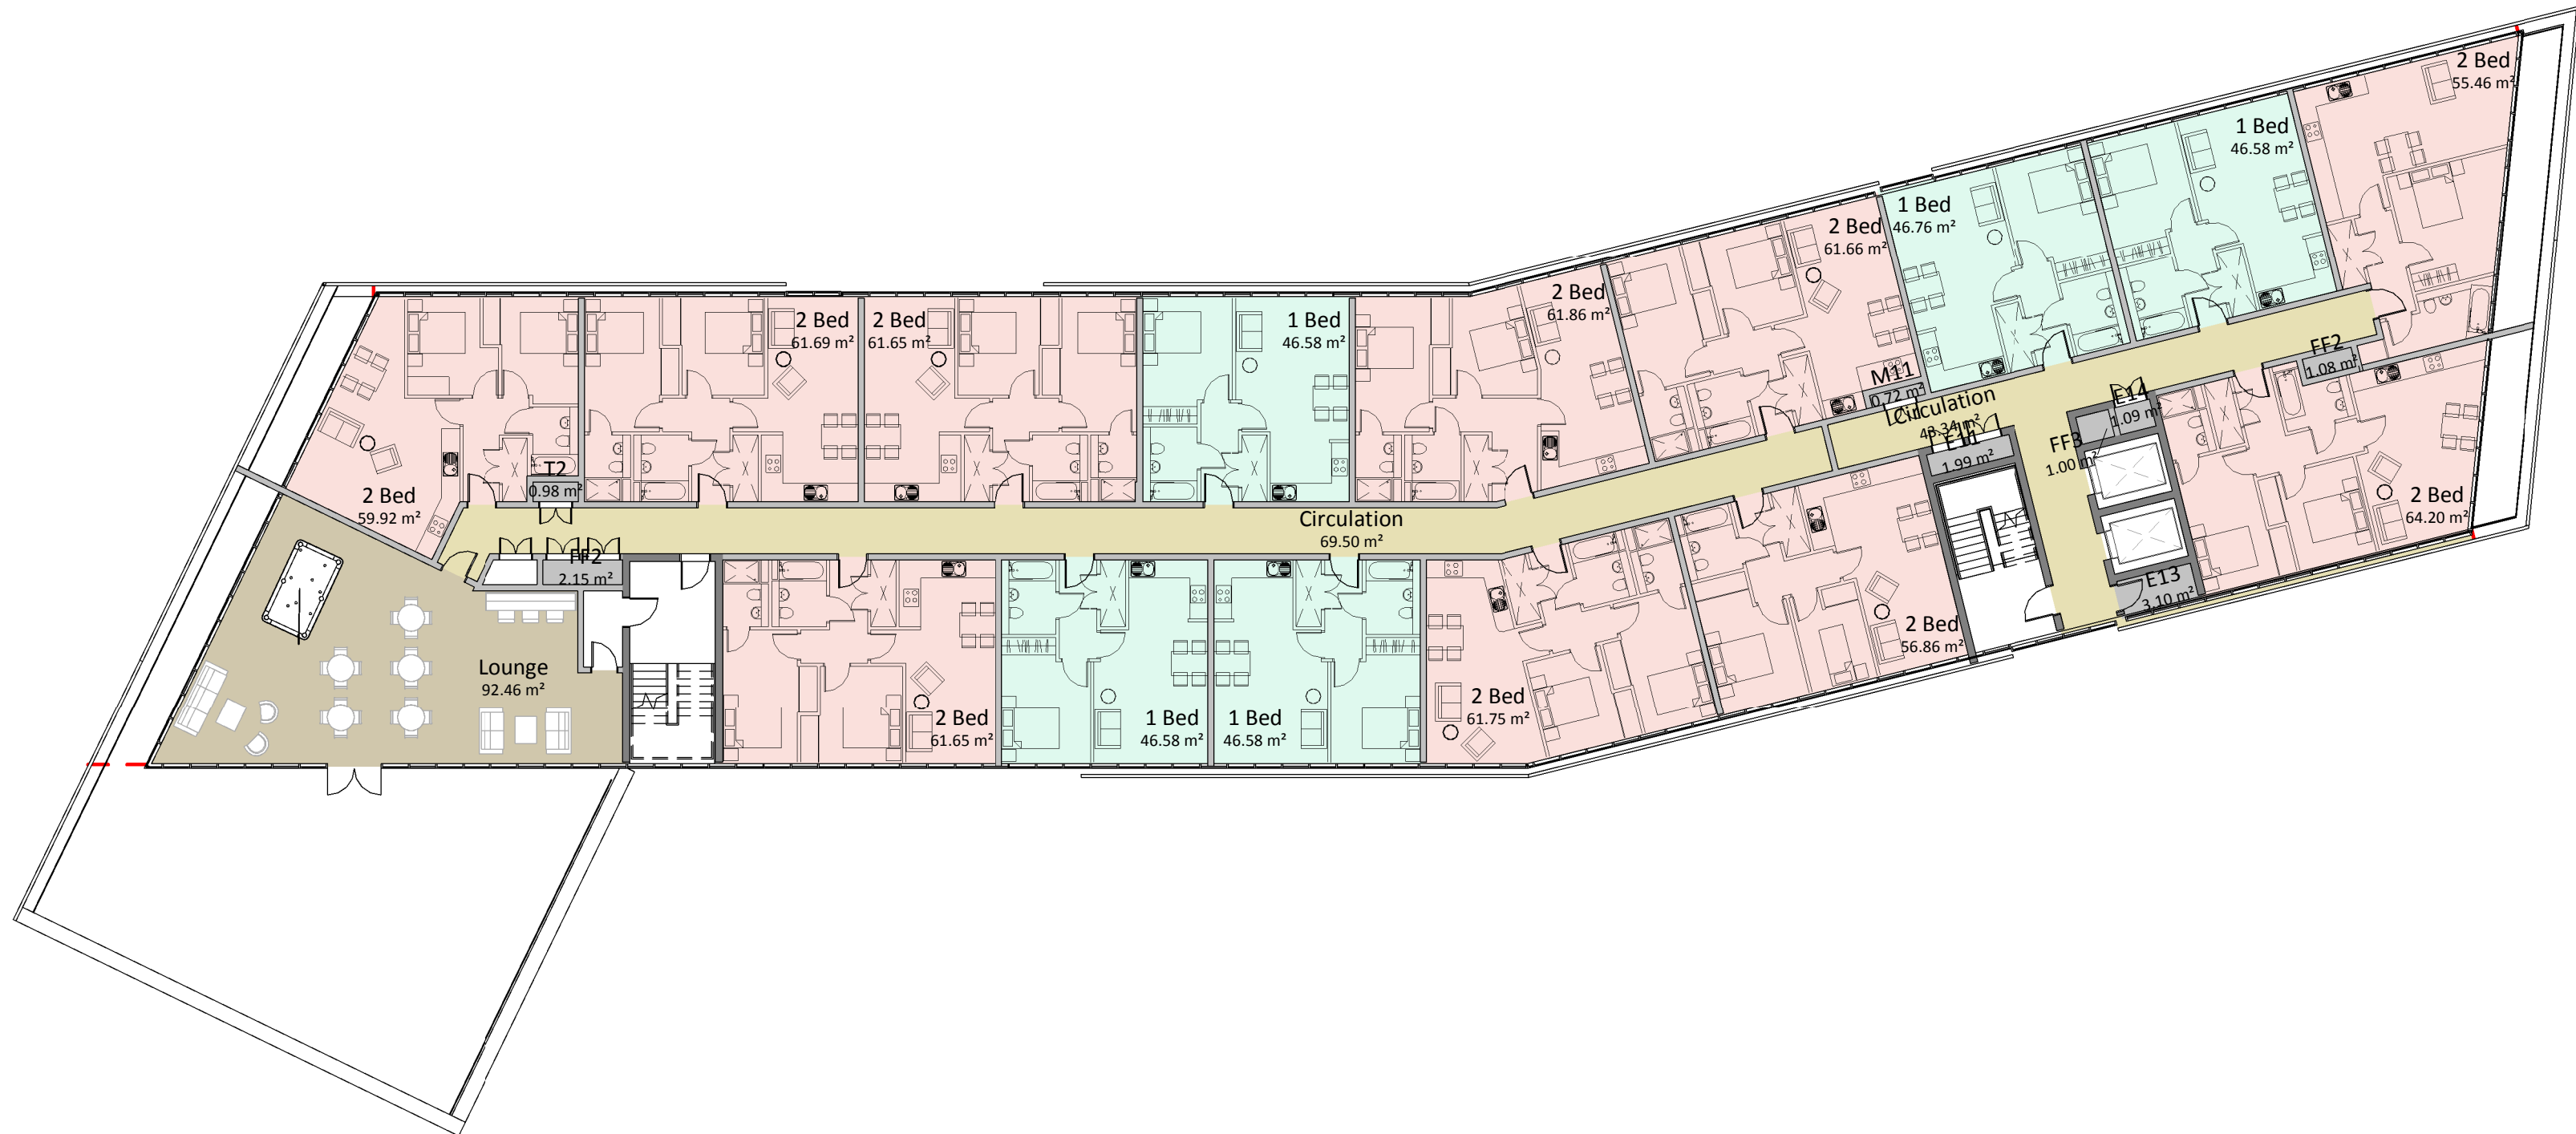 2 Bed
55.46 m²
1 Bed
46.58 m²
1 Bed
46.76 m²
2 Bed
61.66 m²
2 Bed
61.86 m²
1 Bed
46.58 m²
2 Bed
61.65 m²
2 Bed
61.69 m²
2 Bed
59.92 m²
T2
0.98 m²
FF2
2.15 m²
Circulation
69.50 m²
M11
0.72 m²
Circulation
43.34 m²
E11
1.99 m²
FF3
1.00 m²
E14
1.09 m²
FF2
1.08 m²
E13
3.10 m²
2 Bed
64.20 m²
2 Bed
56.86 m²
2 Bed
61.75 m²
1 Bed
46.58 m²
1 Bed
46.58 m²
2 Bed
61.65 m²
Lounge
92.46 m²